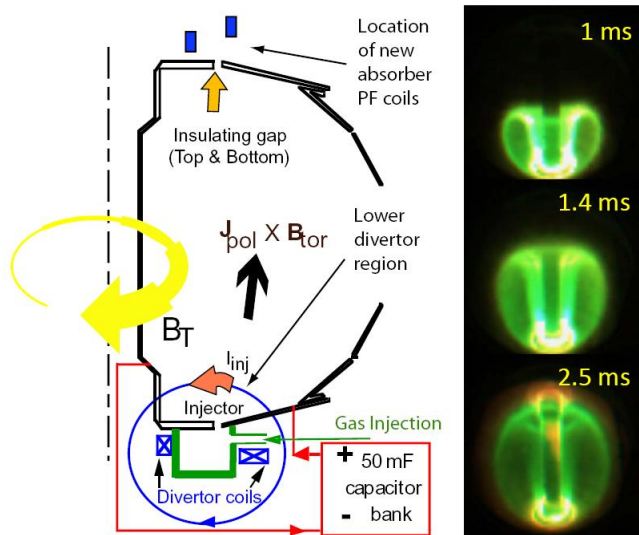 Location
of new
absorber
PF coils
Insulating gap
(Top & Bottom)
Jpol X Btor
Lower
divertor
region
BT
Iinj
Injector
Gas Injection
Divertor coils
+ 50 mF
capacitor
- bank
1 ms
1.4 ms
2.5 ms